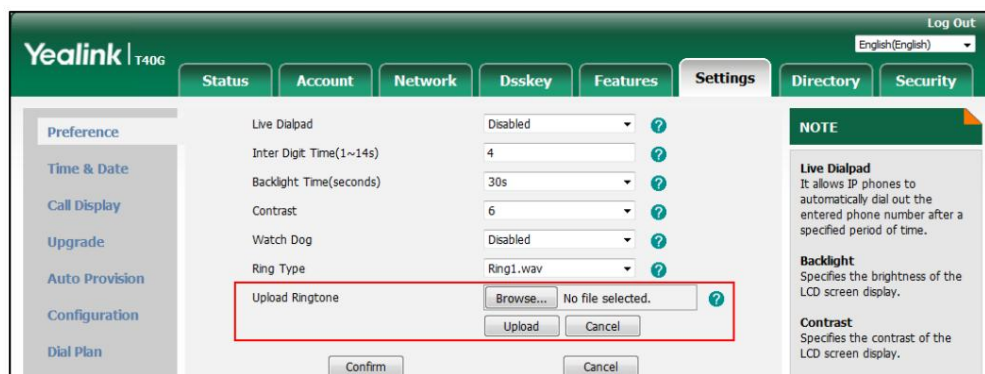 Log Out
Yealink T40G
English(English)
Status Account Network Dsskey Features Settings Directory Security
Preference
Time & Date
Call Display
Upgrade
Auto Provision
Configuration
Dial Plan
Live Dialpad Disabled
Inter Digit Time(1~14s) 4
Backlight Time(seconds) 30s
Contrast 6
Watch Dog Disabled
Ring Type Ring1.wav
Upload Ringtone Browse... No file selected.
Upload Cancel
Confirm Cancel
NOTE
Live Dialpad
It allows IP phones to
automatically dial out the
entered phone number after a
specified period of time.
Backlight
Specifies the brightness of the
LCD screen display.
Contrast
Specifies the contrast of the
LCD screen display.